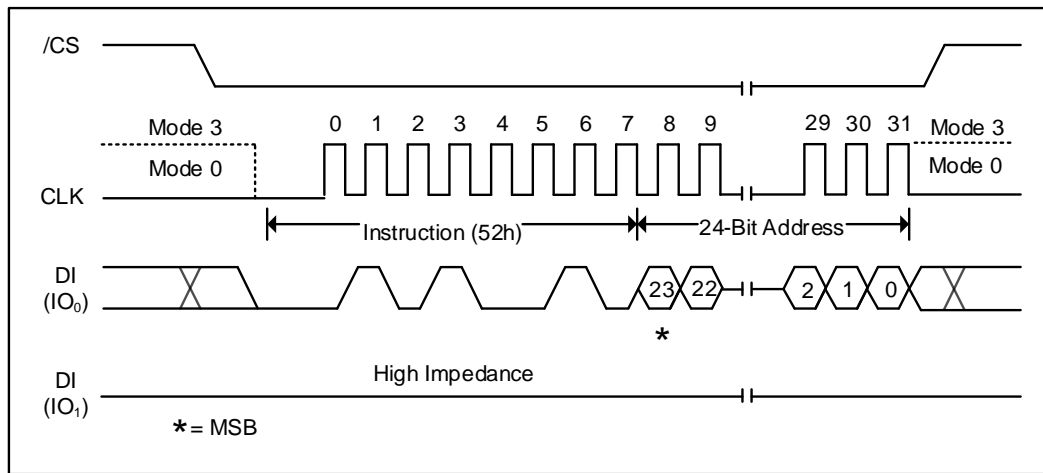 /CS
Mode 3
0 1 2 3 4 5 6 7 8 9 29 30 31 Mode 3
Mode 0 Mode 0
CLK
Instruction (52h) 24-Bit Address
DI
(IO₀)
23 22 2 1 0
*
DI
(IO₁)
High Impedance
* = MSB